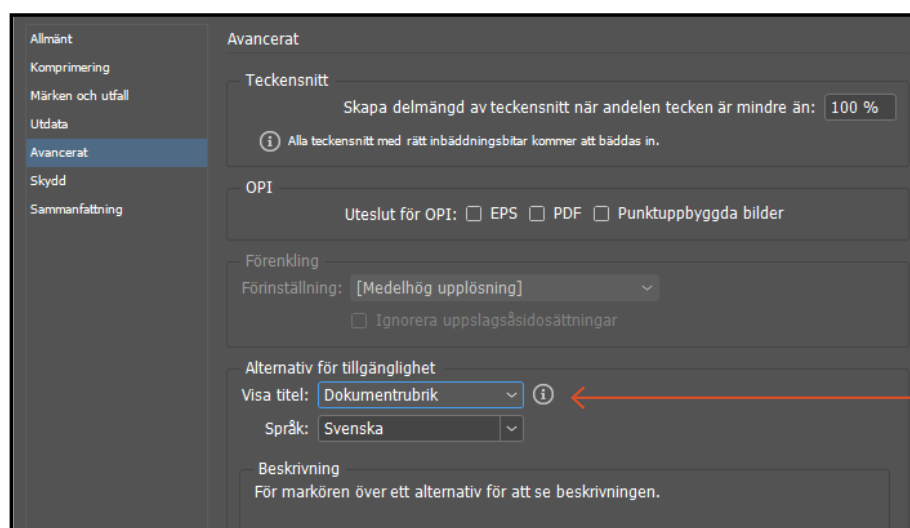 Allmänt
Komprimering
Märken och utfall
Utdata
Avancerat
Skydd
Sammanfattning
Avancerat
Teckensnitt
Skapa delmängd av teckensnitt när andelen tecken är mindre än: 100 %
Alla teckensnitt med rätt inbäddningsbitar kommer att bäddas in.
OPI
Uteslut för OPI: EPS PDF Punktuppbyggda bilder
Förenkling
Förinställning: [Medelhög upplösning]
Ignorera uppslagsåsidosättningar
Alternativ för tillgänglighet
Visa titel: Dokumentrubrik
Språk: Svenska
Beskrivning
För markören över ett alternativ för att se beskrivningen.